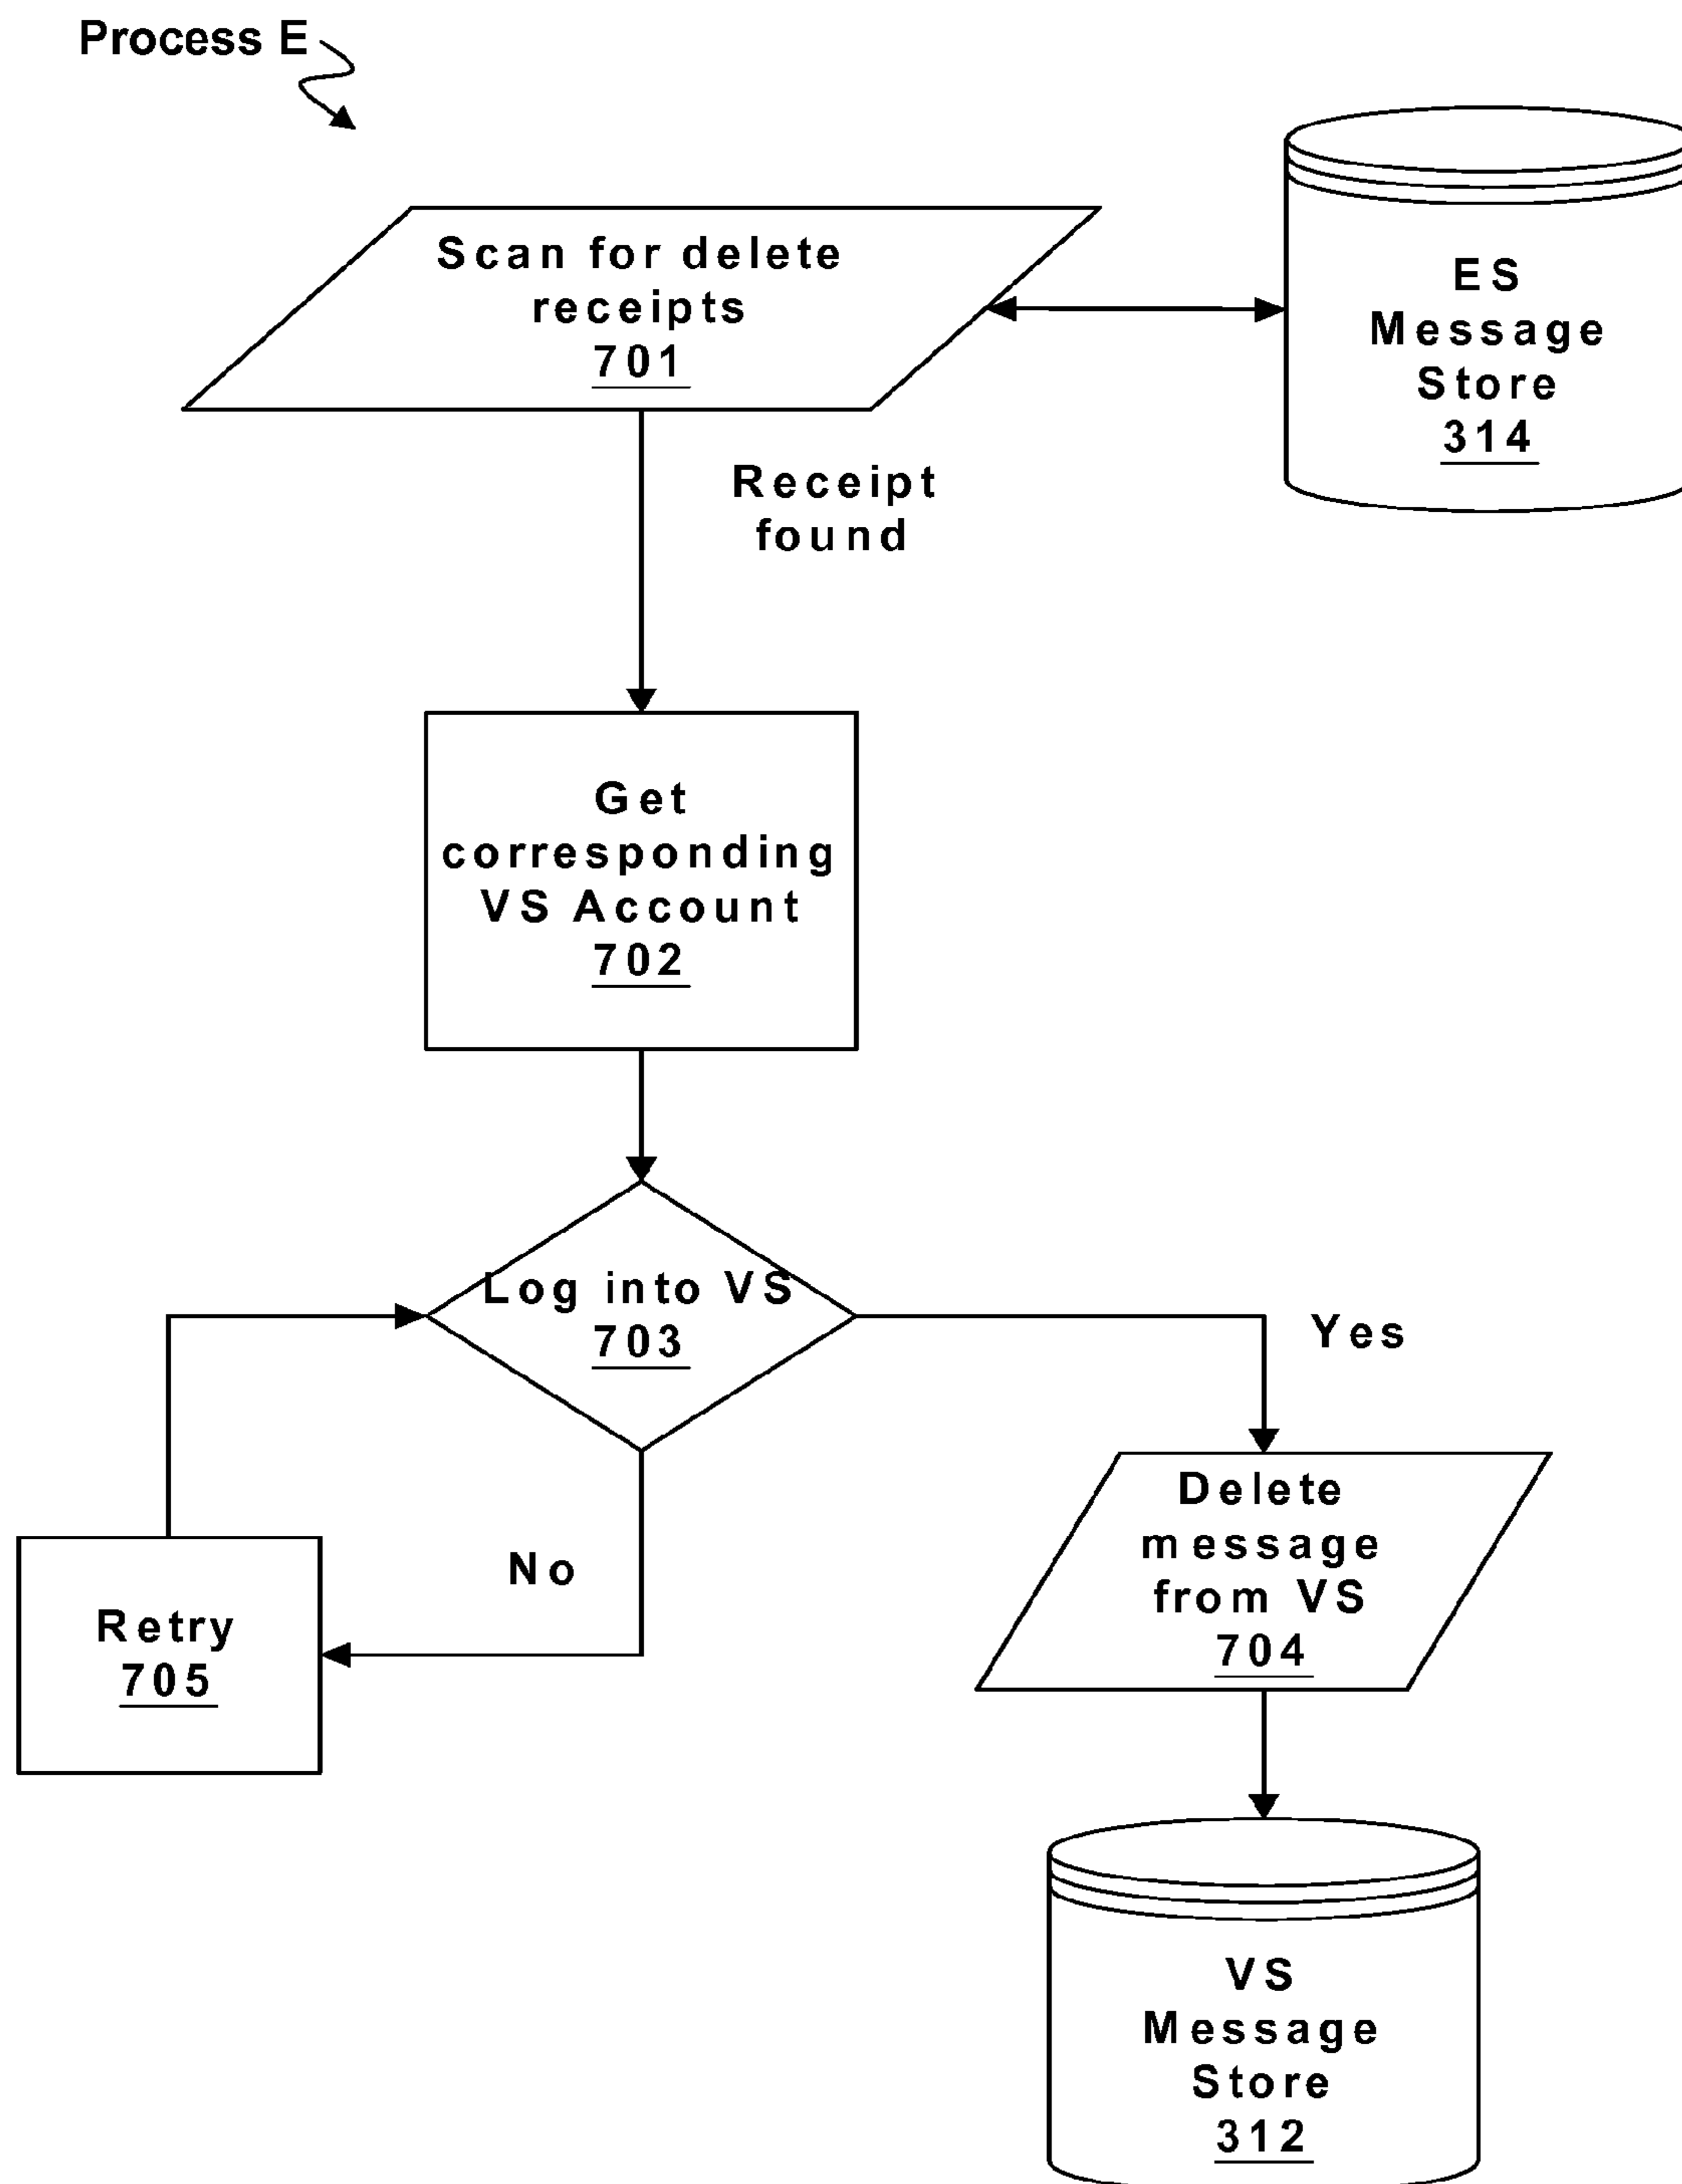 Process E
Scan for delete
receipts
701
ES
Message
Store
314
Receipt
found
Get
corresponding
VS Account
702
Log into VS
703
Yes
No
Retry
705
Delete
message
from VS
704
VS
Message
Store
312